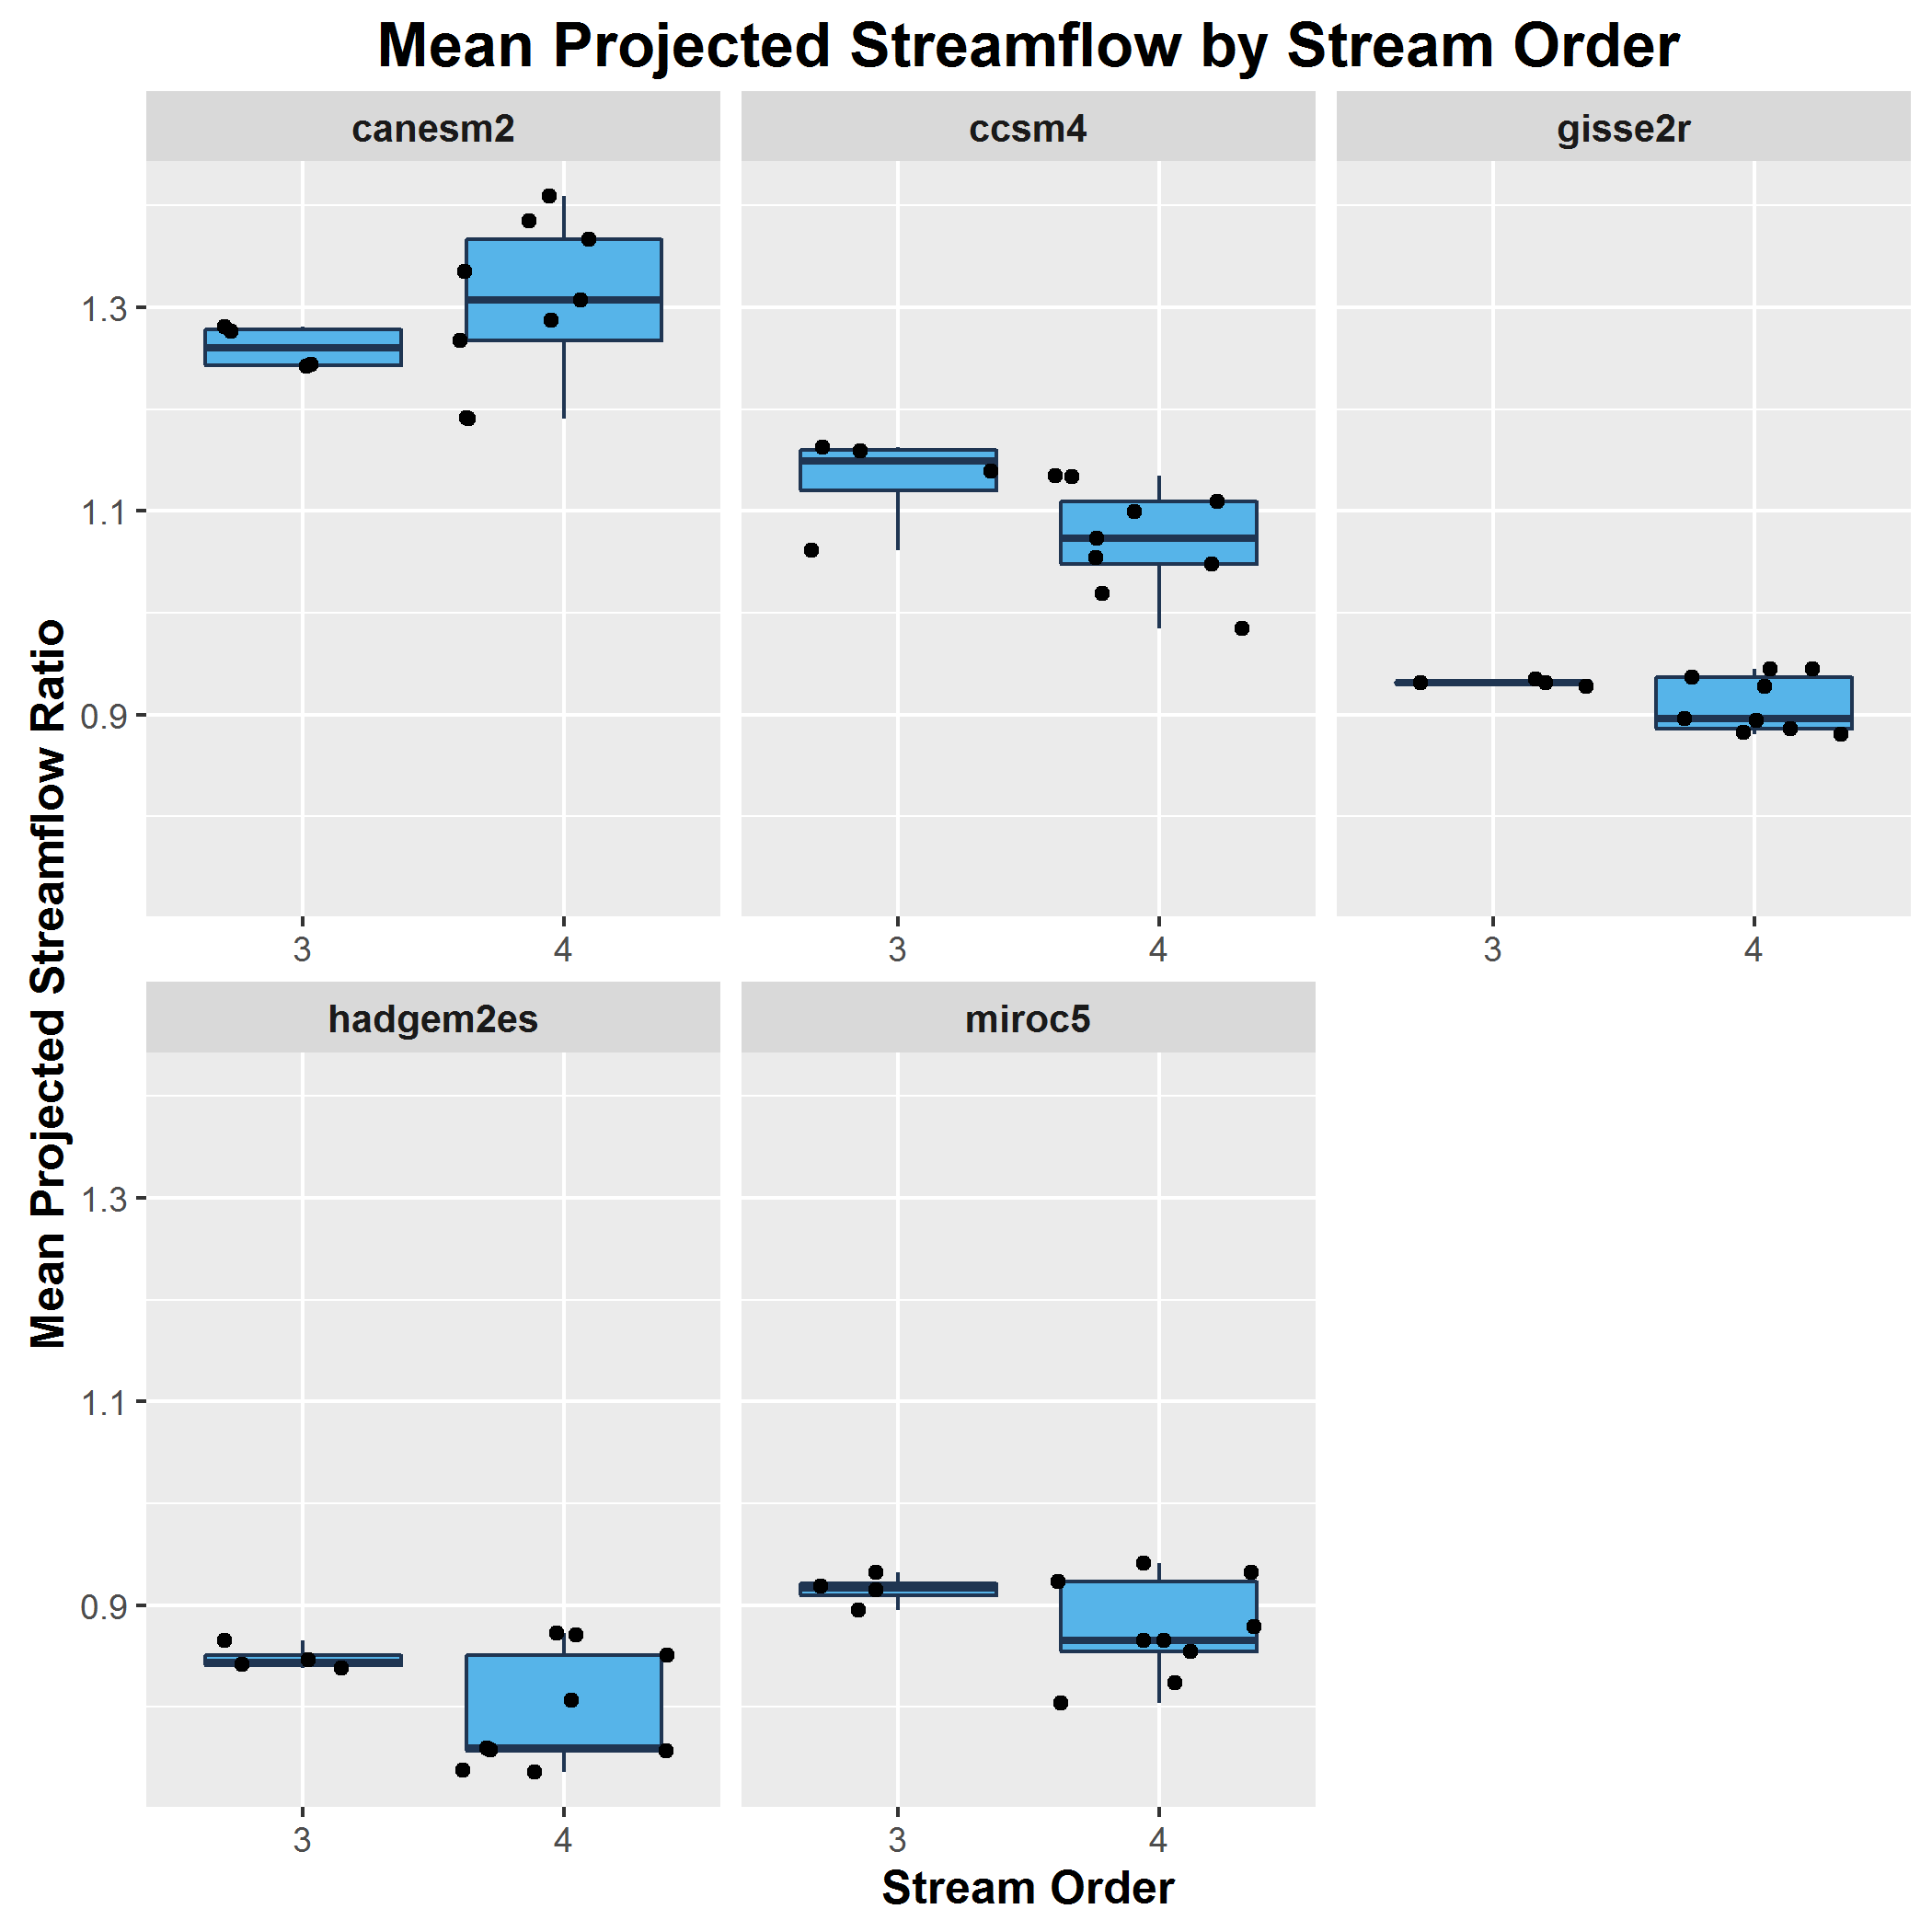 Mean Projected Streamflow by Stream Order
canesm2 ccsm4 gisse2r
1.3
1.1
0.9
3 4 3 4 3 4
Mean Projected Streamflow Ratio
hadgem2es miroc5
1.3
1.1
0.9
3 4 3 4
Stream Order